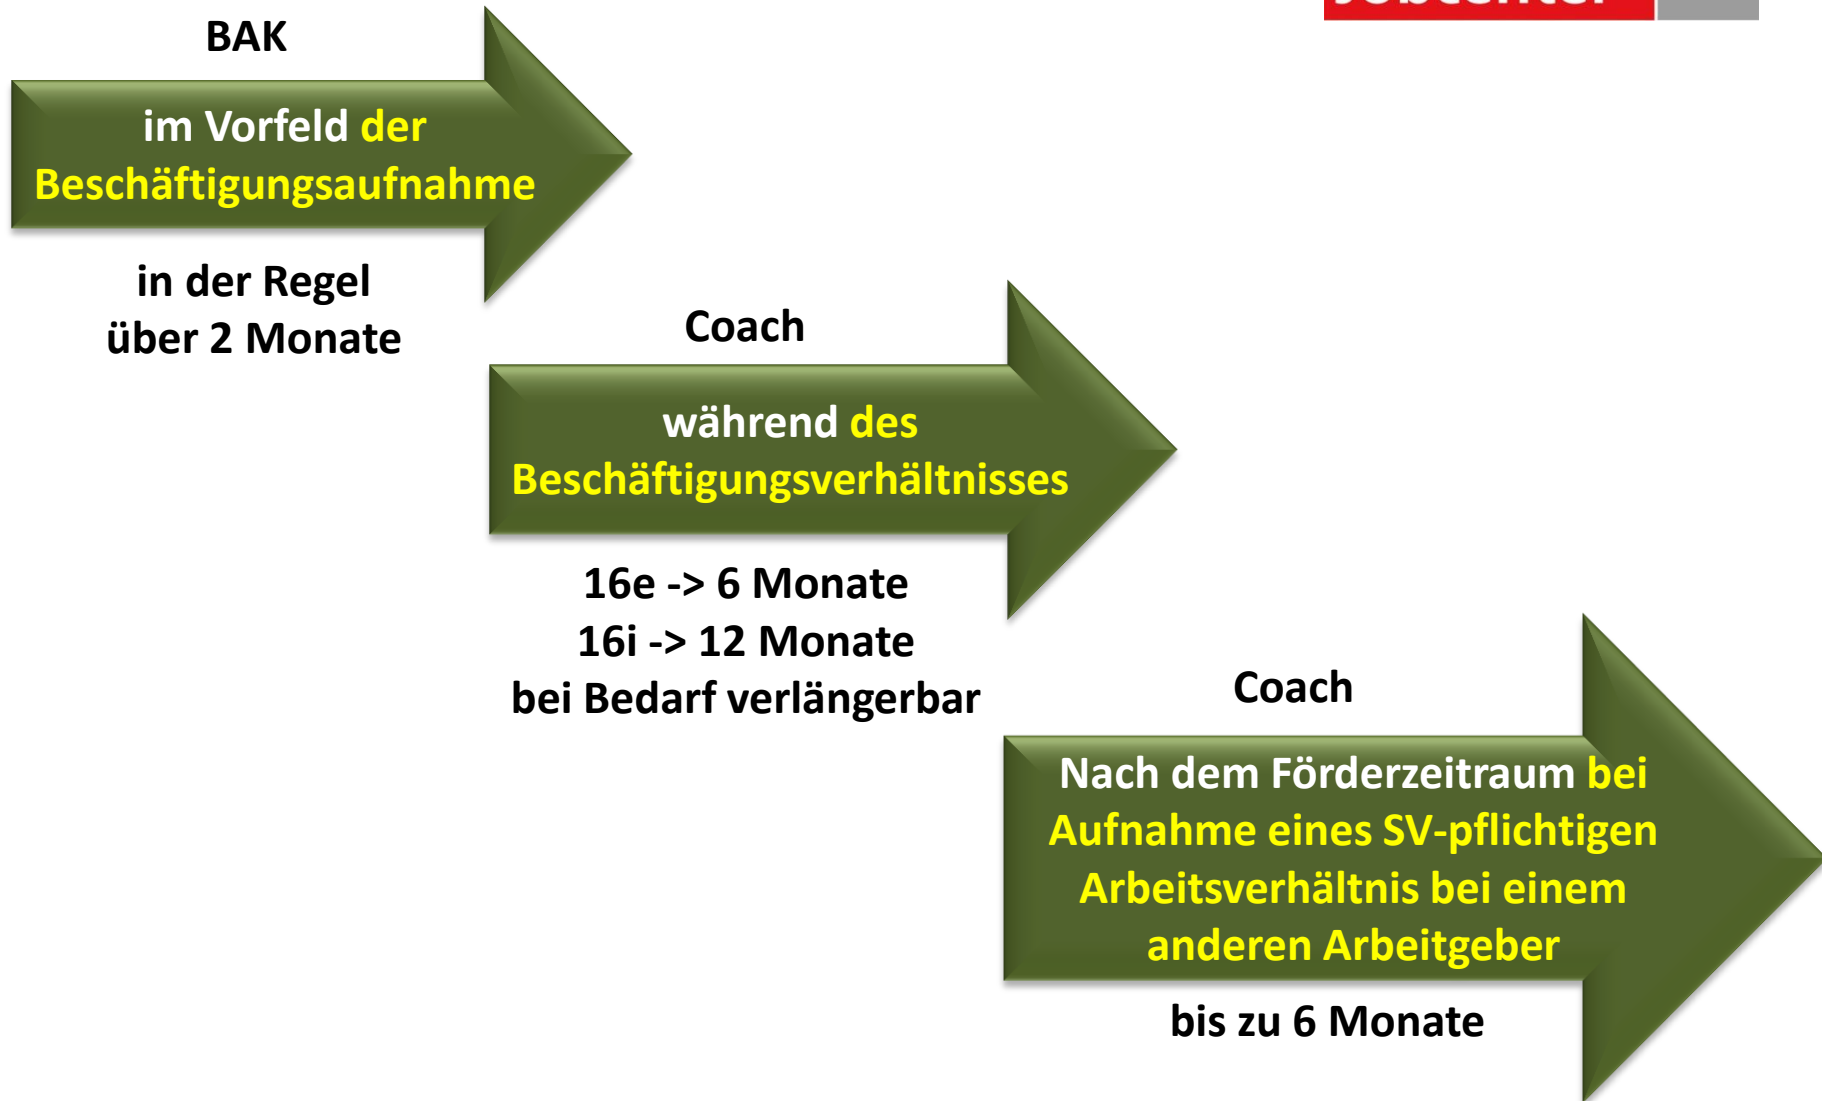 BAK
im Vorfeld der
Beschäftigungsaufnahme
in der Regel
über 2 Monate
Coach
während des
Beschäftigungsverhältnisses
16e -> 6 Monate
16i -> 12 Monate
bei Bedarf verlängerbar
Coach
Nach dem Förderzeitraum bei
Aufnahme eines SV-pflichtigen
Arbeitsverhältnis bei einem
anderen Arbeitgeber
bis zu 6 Monate